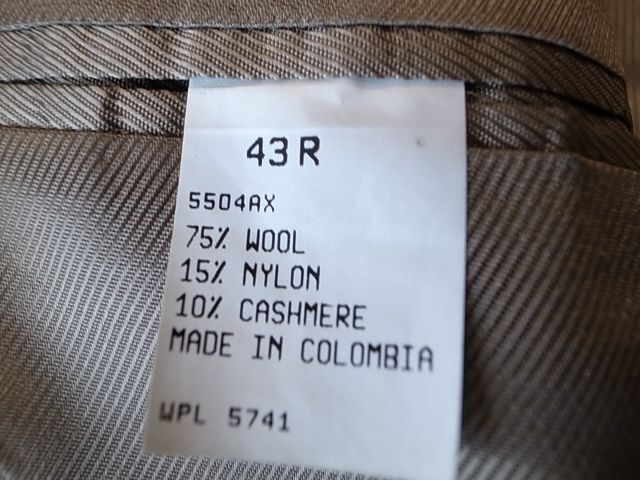 43 R
5504AX
75% WOOL
15% NYLON
10% CASHMERE
MADE IN COLOMBIA
WPL 5741